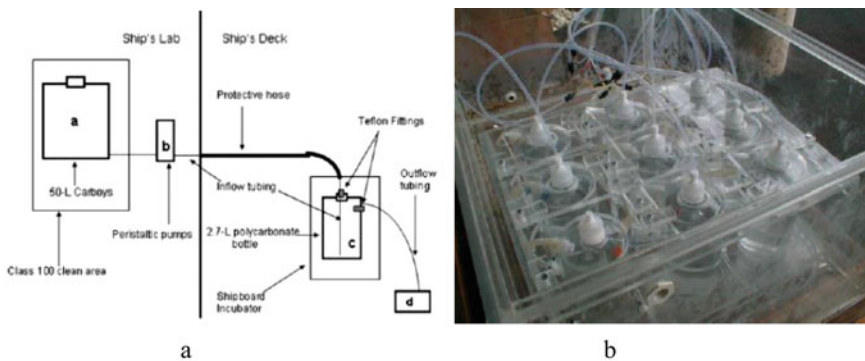 Ship's Lab
Ship's Deck
Protective hose
Teflon Fittings
a
b
Outflow
tubing
50-L Carboys
Inflow tubing
Peristaltic pumps
2.7-L polycarbonate
bottle
c
Class 100 clean area
Shipboard
Incubator
d
a
b